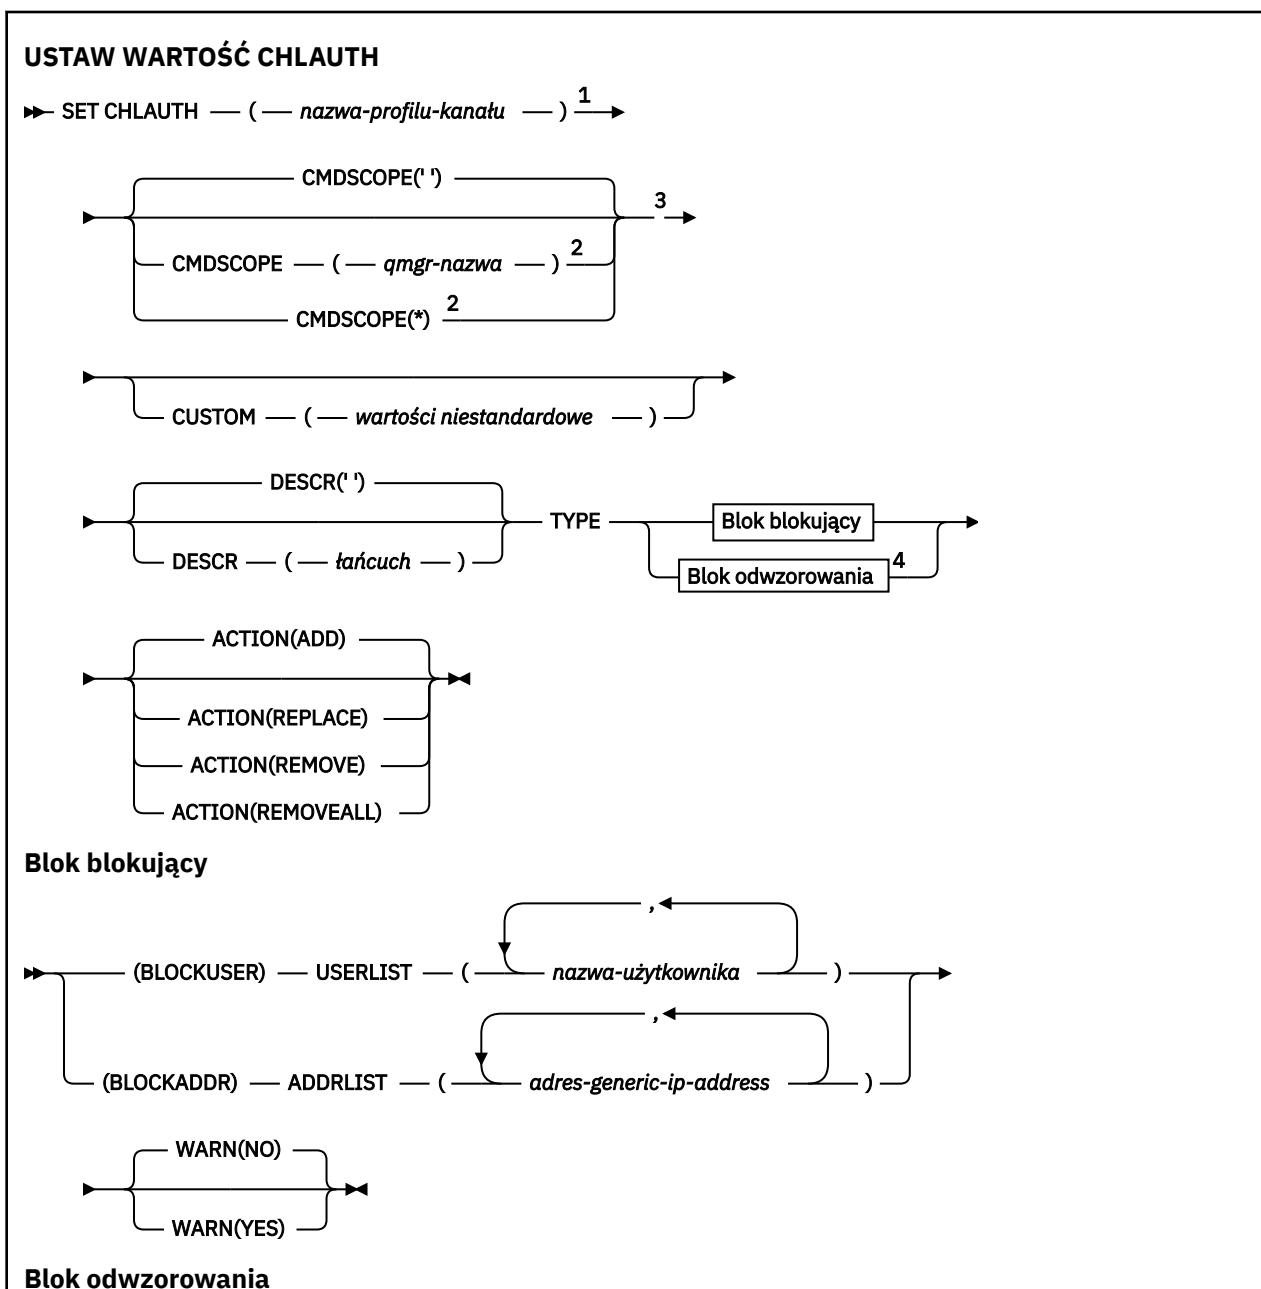 USTAW WARTOŚĆ CHLAUTH
SET CHLAUTH ( nazwa-profilu-kanału ) 1
CMDSCOPE(' ')
3
CMDSCOPE ( qmgr-nazwa ) 2
CMDSCOPE(*) 2
CUSTOM ( wartości niestandardowe )
DESCR(' ')
TYPE Blok blokujący
DESCR ( łańcuch )
Blok odwzorowania 4
ACTION(ADD)
ACTION(REPLACE)
ACTION(REMOVE)
ACTION(REMOVEALL)
Blok blokujący
,
(BLOCKUSER) USERLIST ( nazwa-użytkownika )
,
(BLOCKADDR) ADDRLIST ( adres-generic-ip-address )
WARN(NO)
WARN(YES)
Blok odwzorowania